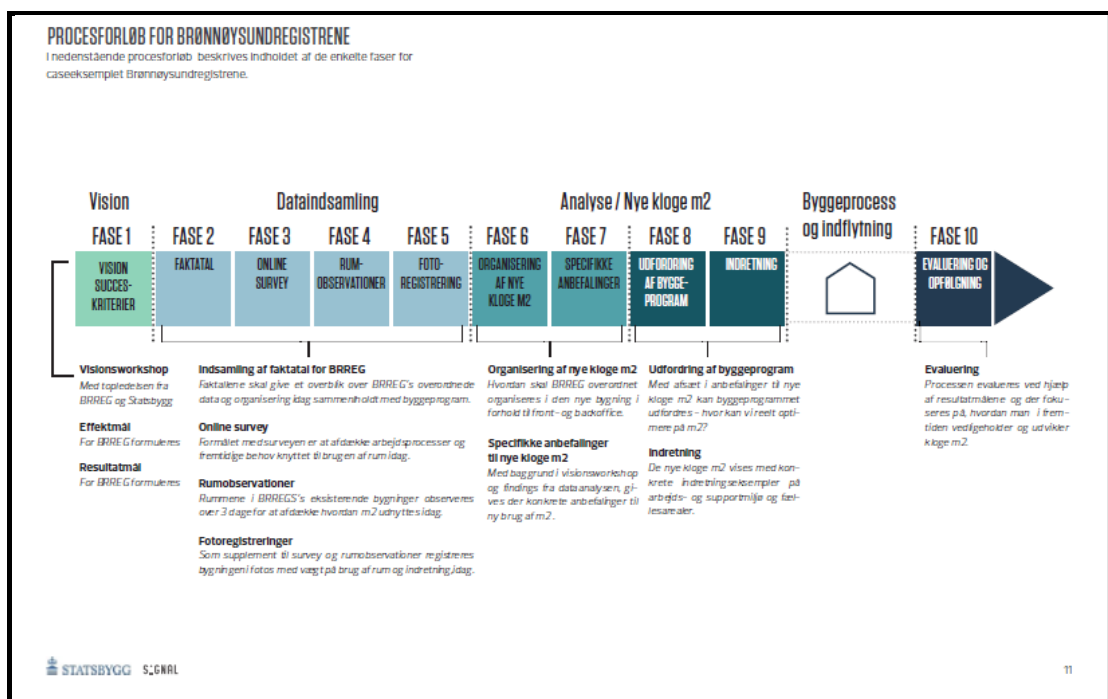 PROCESFORLØB FOR BRØNNØYSUNDREGISTRENE
I nedenstående procesforløb beskrives indholdet af de enkelte faser for
caseeksemplet Brønnøysundregistrene.
Vision
Dataindsamling
Analyse / Nye kloge m2
Byggeprocess
og indflytning
FASE 1
FASE 2
FASE 3
FASE 4
FASE 5
FASE 6
FASE 7
FASE 8
FASE 9
FASE 10
VISION
SUCCES-
KRITERIER
FAKTATAL
ONLINE
SURVEY
RUM-
OBSERVATIONER
FOTO-
REGISTRERING
ORGANISERING
AF NYE
KLOGE M2
SPECIFIKKE
ANBEFALINGER
UDFORDRING
AF BYGGE-
PROGRAM
INDRETNING
EVALUERING OG
OPFØLGNING
Visionsworkshop
Med topledelsen fra
BRREG og Statsbygg
Effektmål
For BRREG formuleres
Resultatmål
For BRREG formuleres
Indsamling af faktatal for BRREG
Faktallene skal give et overblik over BRREG's overordnede
data og organisering idag sammenholdt med byggeprogram.
Online survey
Formålet med surveyen er at afdække arbejdsprocesser og
fremtidige behov knyttet til brugen af rum idag.
Rumobservationer
Rummene i BRREGS's eksisterende bygninger observeres
over 3 dage for at afdække hvordan m2 udnyttes idag.
Fotoregistreringer
Som supplement til survey og rumobservationer registreres
bygningen i fotos med vægt på brug af rum og indretning, idag.
Organisering af nye kloge m2
Hvordan skal BRREG overordnet
organiseres i den nye bygning i
forhold til front- og backoffice.
Specifikke anbefalinger
til nye kloge m2
Med baggrund i visionsworkshop
og findings fra dataanalysen, gi-
ves der konkrete anbefalinger til
ny brug af m2.
Udfordring af byggeprogram
Med afsæt i anbefalinger til nye
kloge m2 kan byggeprogrammet
udfordres - hvor kan vi reelt opti-
mere på m2?
Indretning
De nye kloge m2 vises med kon-
krete indretningseksempler på
arbejds- og supportmiljø og fæl-
lesarealer.
Evaluering
Processen evalueres ved hjælp
af resultatmålene og der foku-
seres på, hvordan man i frem-
tiden vedligeholder og udvikler
kloge m2.
STATSBYGG SIGNAL
11